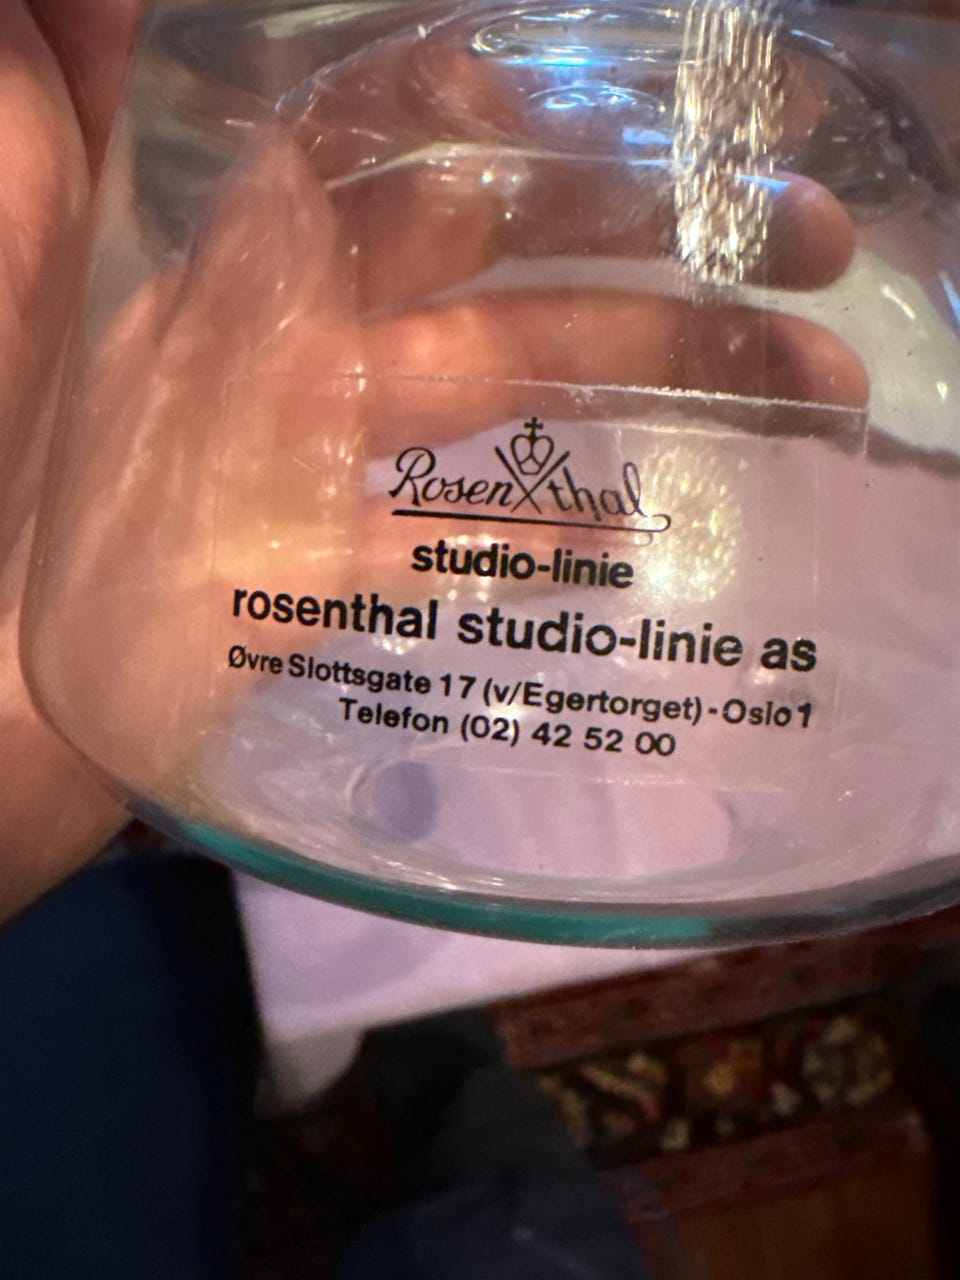 Rosenthal
studio-linie
rosenthal studio-linie as
Øvre Slottsgate 17 (v/Egertorget) - Oslo 1
Telefon (02) 42 52 00